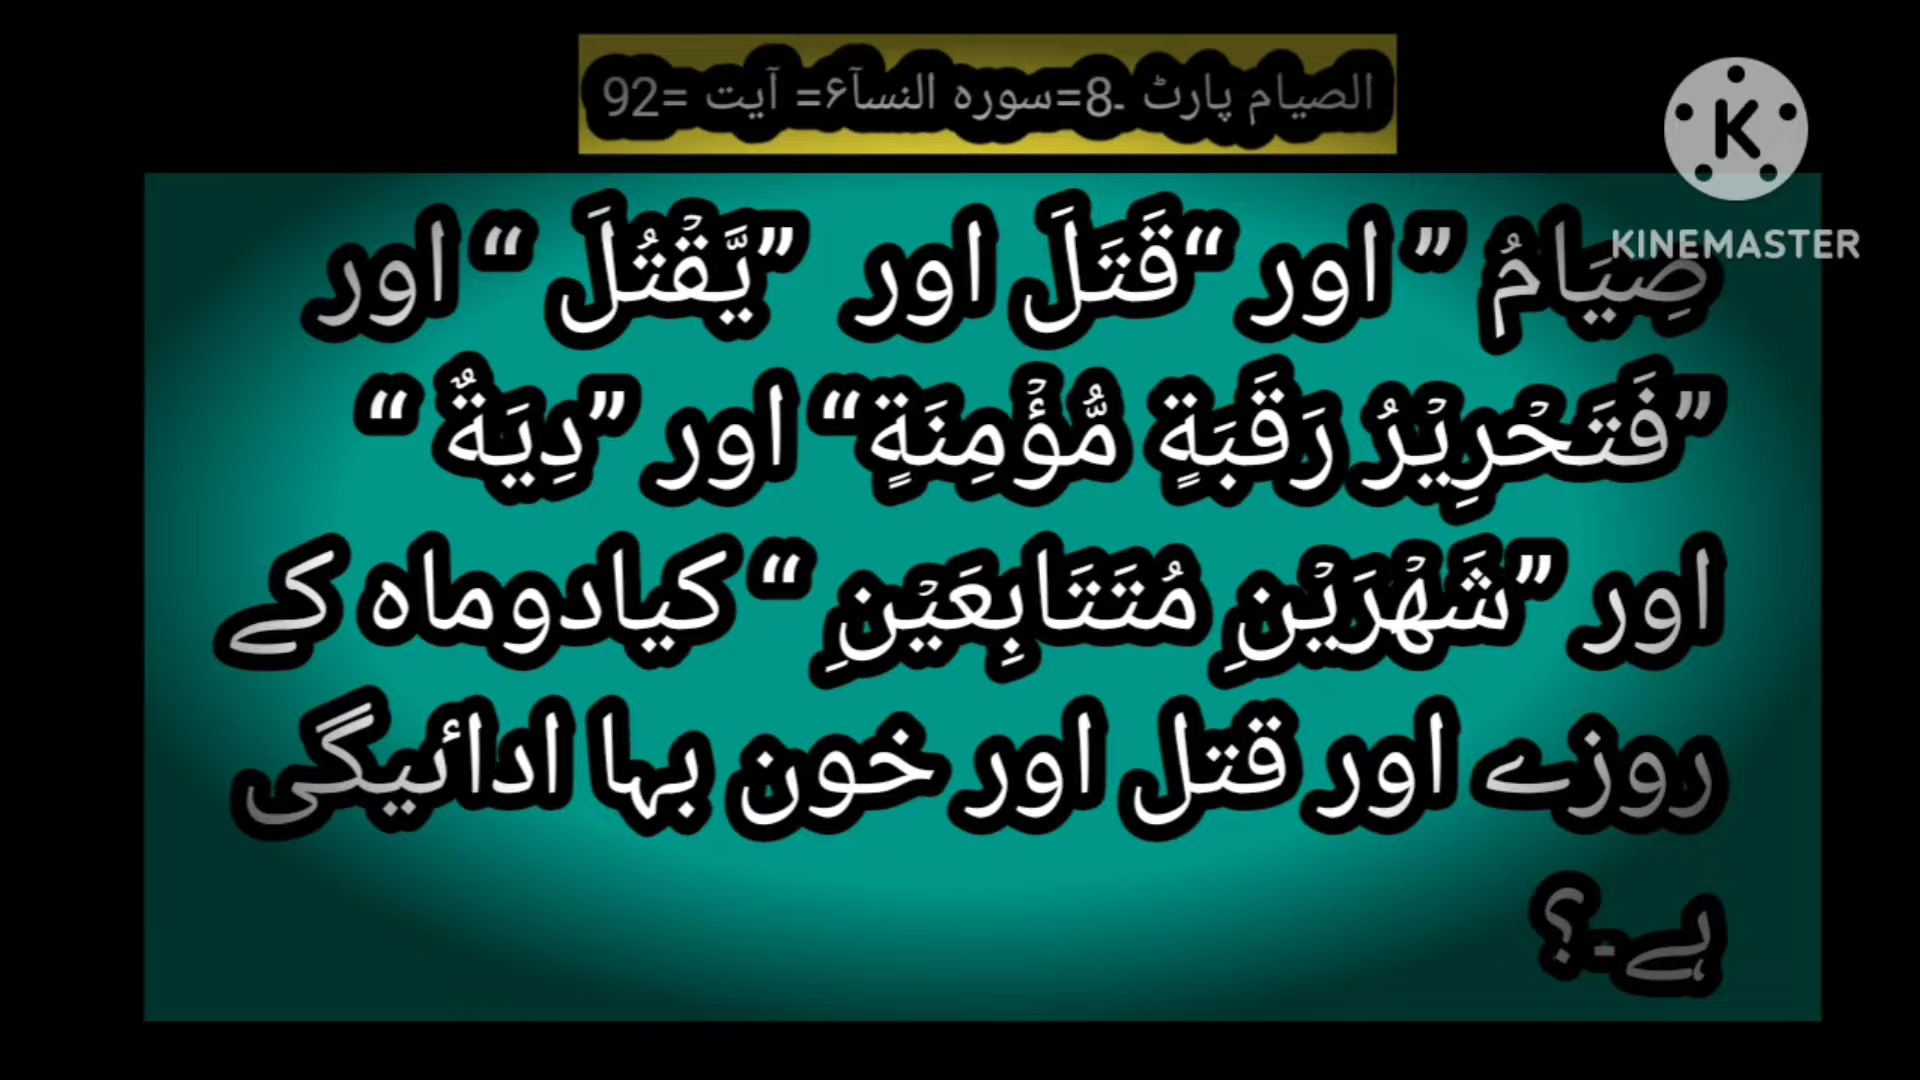 الصیام پارٹ ۔8=سورہ النسآء= آیت =92
KINEMASTER
صِیَامُ ” اور “قَتَلَ اور ”یَّقۡتُلَ “ اور
”فَتَحۡرِیۡرُ رَقَبَةٍ مُّؤۡمِنَةٍ“ اور ”دِیَةٌ “
اور ”شَهۡرَیۡنِ مُتَتَابِعَیۡنِ “ کیادوماہ کے
روزے اور قتل اور خون بہا ادائیگی
ہے۔؟